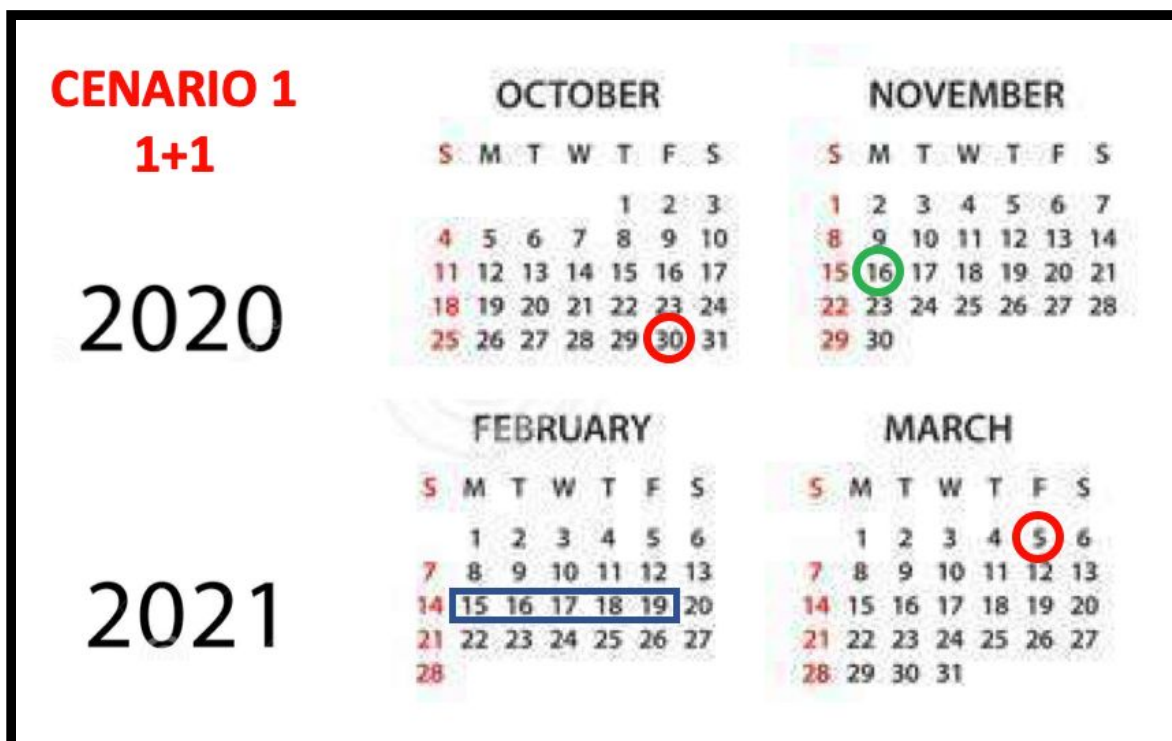 CENARIO 1
1+1
2020
OCTOBER
S M T W T F S
1 2 3
4 5 6 7 8 9 10
11 12 13 14 15 16 17
18 19 20 21 22 23 24
25 26 27 28 29 30 31
NOVEMBER
S M T W T F S
1 2 3 4 5 6 7
8 9 10 11 12 13 14
15 16 17 18 19 20 21
22 23 24 25 26 27 28
29 30
2021
FEBRUARY
S M T W T F S
1 2 3 4 5 6
7 8 9 10 11 12 13
14 15 16 17 18 19 20
21 22 23 24 25 26 27
28
MARCH
S M T W T F S
1 2 3 4 5 6
7 8 9 10 11 12 13
14 15 16 17 18 19 20
21 22 23 24 25 26 27
28 29 30 31